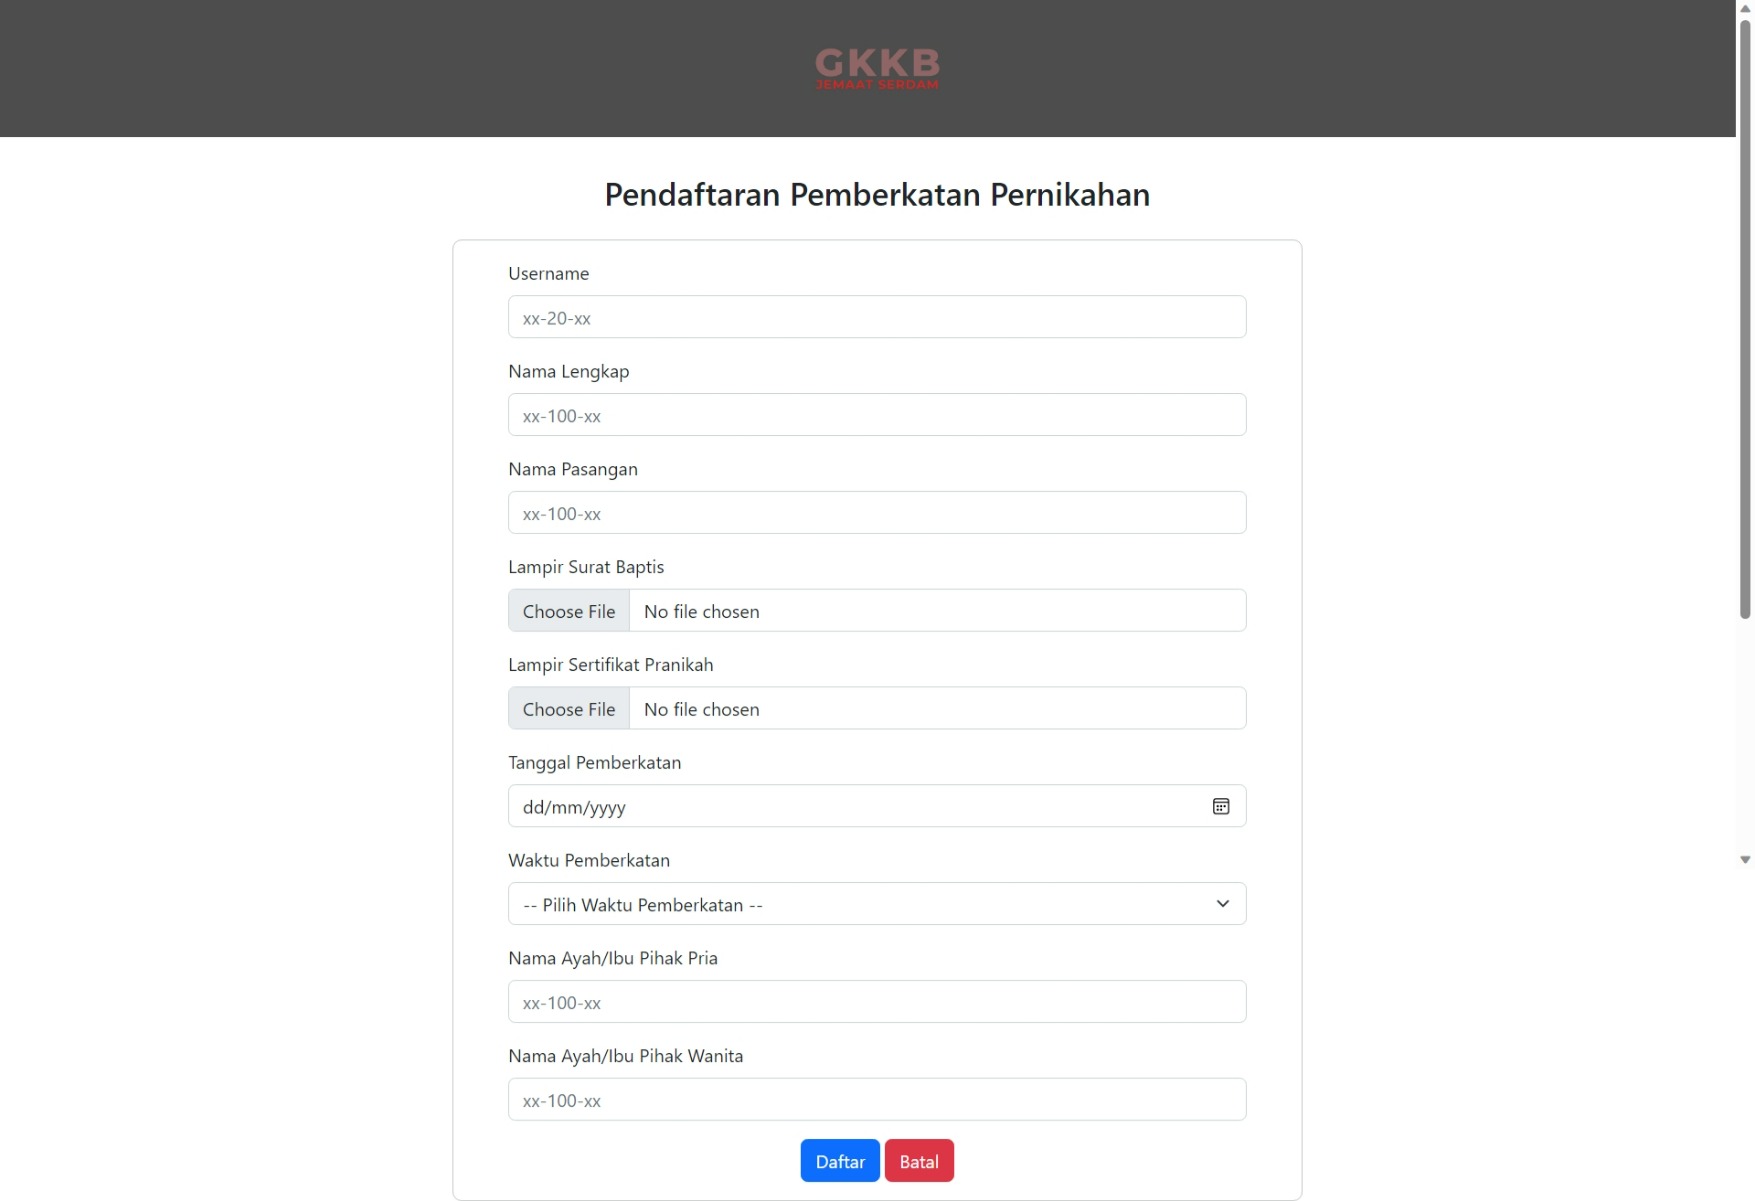 GKKB
JEMAAT SERDAM
Pendaftaran Pemberkatan Pernikahan
Username
xx-20-xx
Nama Lengkap
xx-100-xx
Nama Pasangan
xx-100-xx
Lampir Surat Baptis
Choose File No file chosen
Lampir Sertifikat Pranikah
Choose File No file chosen
Tanggal Pemberkatan
dd/mm/yyyy
Waktu Pemberkatan
-- Pilih Waktu Pemberkatan --
Nama Ayah/Ibu Pihak Pria
xx-100-xx
Nama Ayah/Ibu Pihak Wanita
xx-100-xx
Daftar Batal